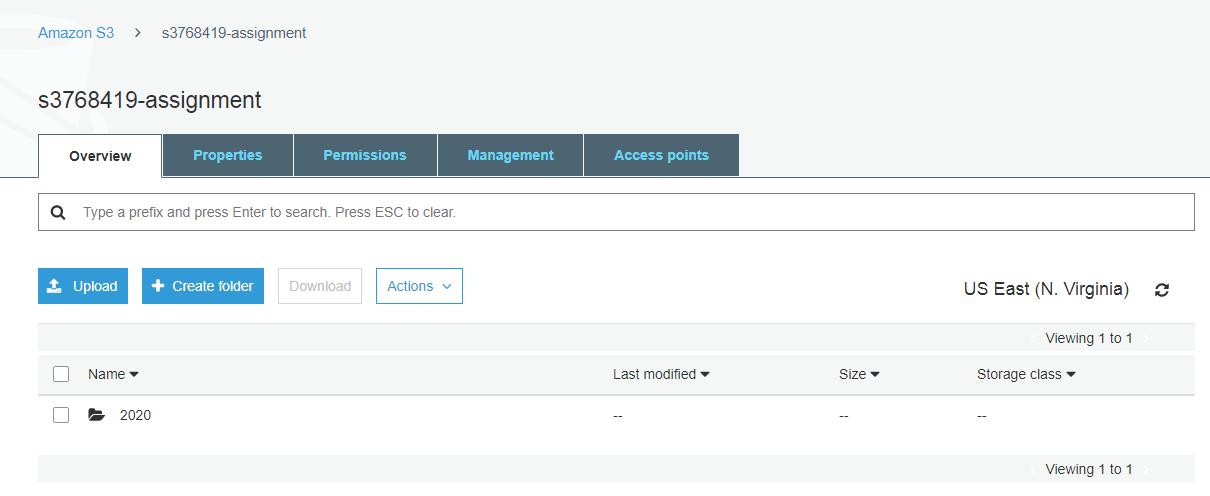 Amazon S3 > s3768419-assignment
s3768419-assignment
Overview Properties Permissions Management Access points
Type a prefix and press Enter to search. Press ESC to clear.
Upload Create folder Download Actions US East (N. Virginia)
Viewing 1 to 1
Name Last modified Size Storage class
2020 -- -- --
Viewing 1 to 1